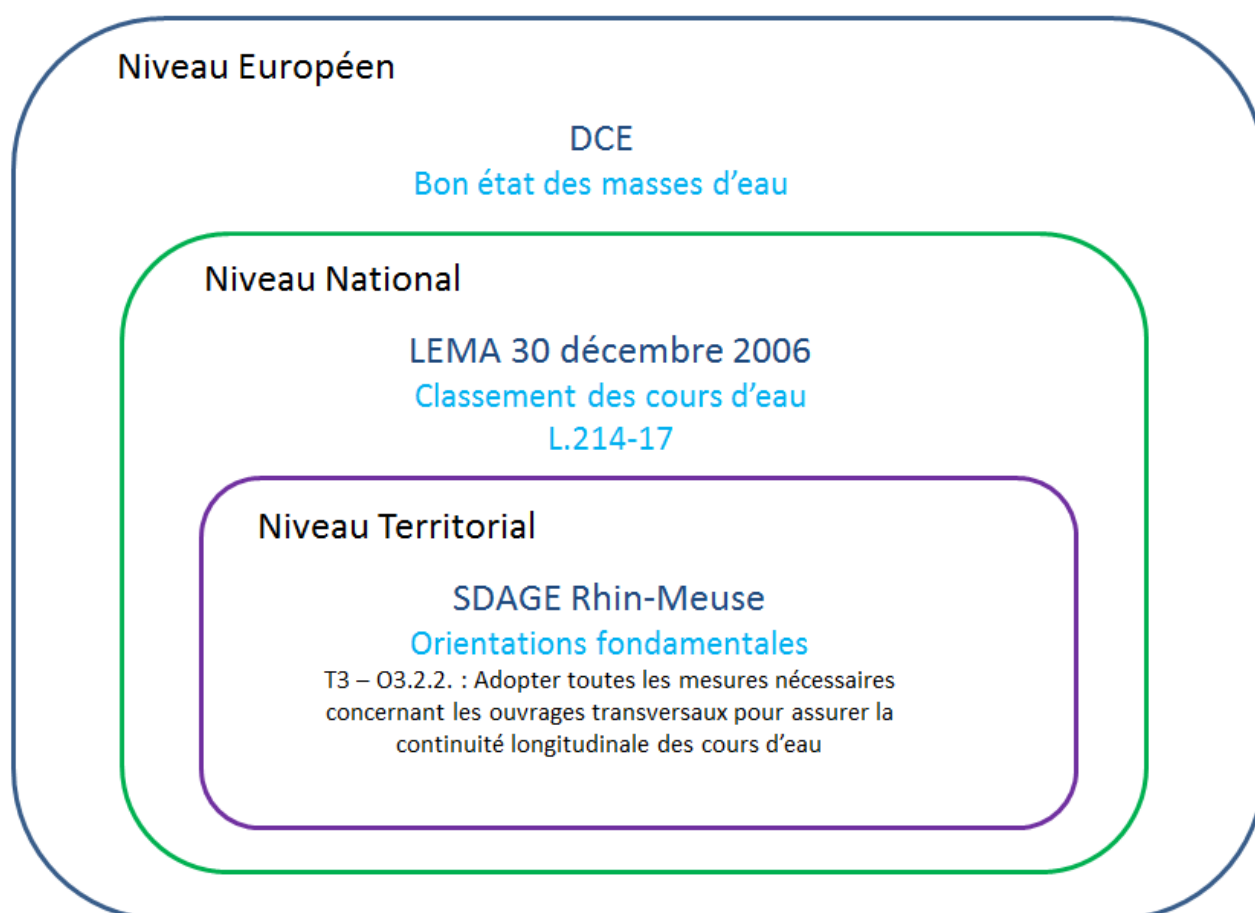 Niveau Européen
DCE
Bon état des masses d’eau
Niveau National
LEMA 30 décembre 2006
Classement des cours d’eau
L.214-17
Niveau Territorial
SDAGE Rhin-Meuse
Orientations fondamentales
T3 – O3.2.2. : Adopter toutes les mesures nécessaires
concernant les ouvrages transversaux pour assurer la
continuité longitudinale des cours d’eau